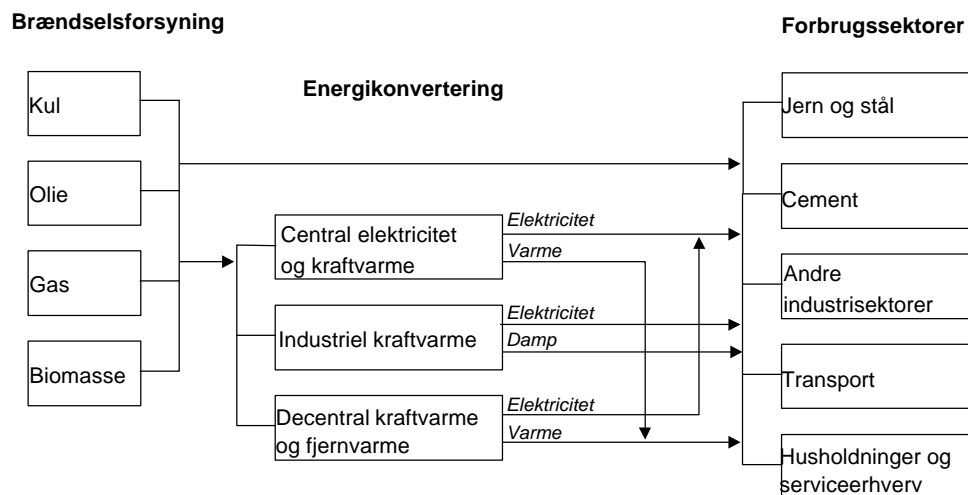 Brændselsforsyning
Forbrugssektorer
Energikonvertering
Kul
Olie
Gas
Biomasse
Central elektricitet
og kraftvarme
Industriel kraftvarme
Decentral kraftvarme
og fjernvarme
Elektricitet
Varme
Elektricitet
Damp
Elektricitet
Varme
Jern og stål
Cement
Andre
industrisektorer
Transport
Husholdninger og
serviceerhverv